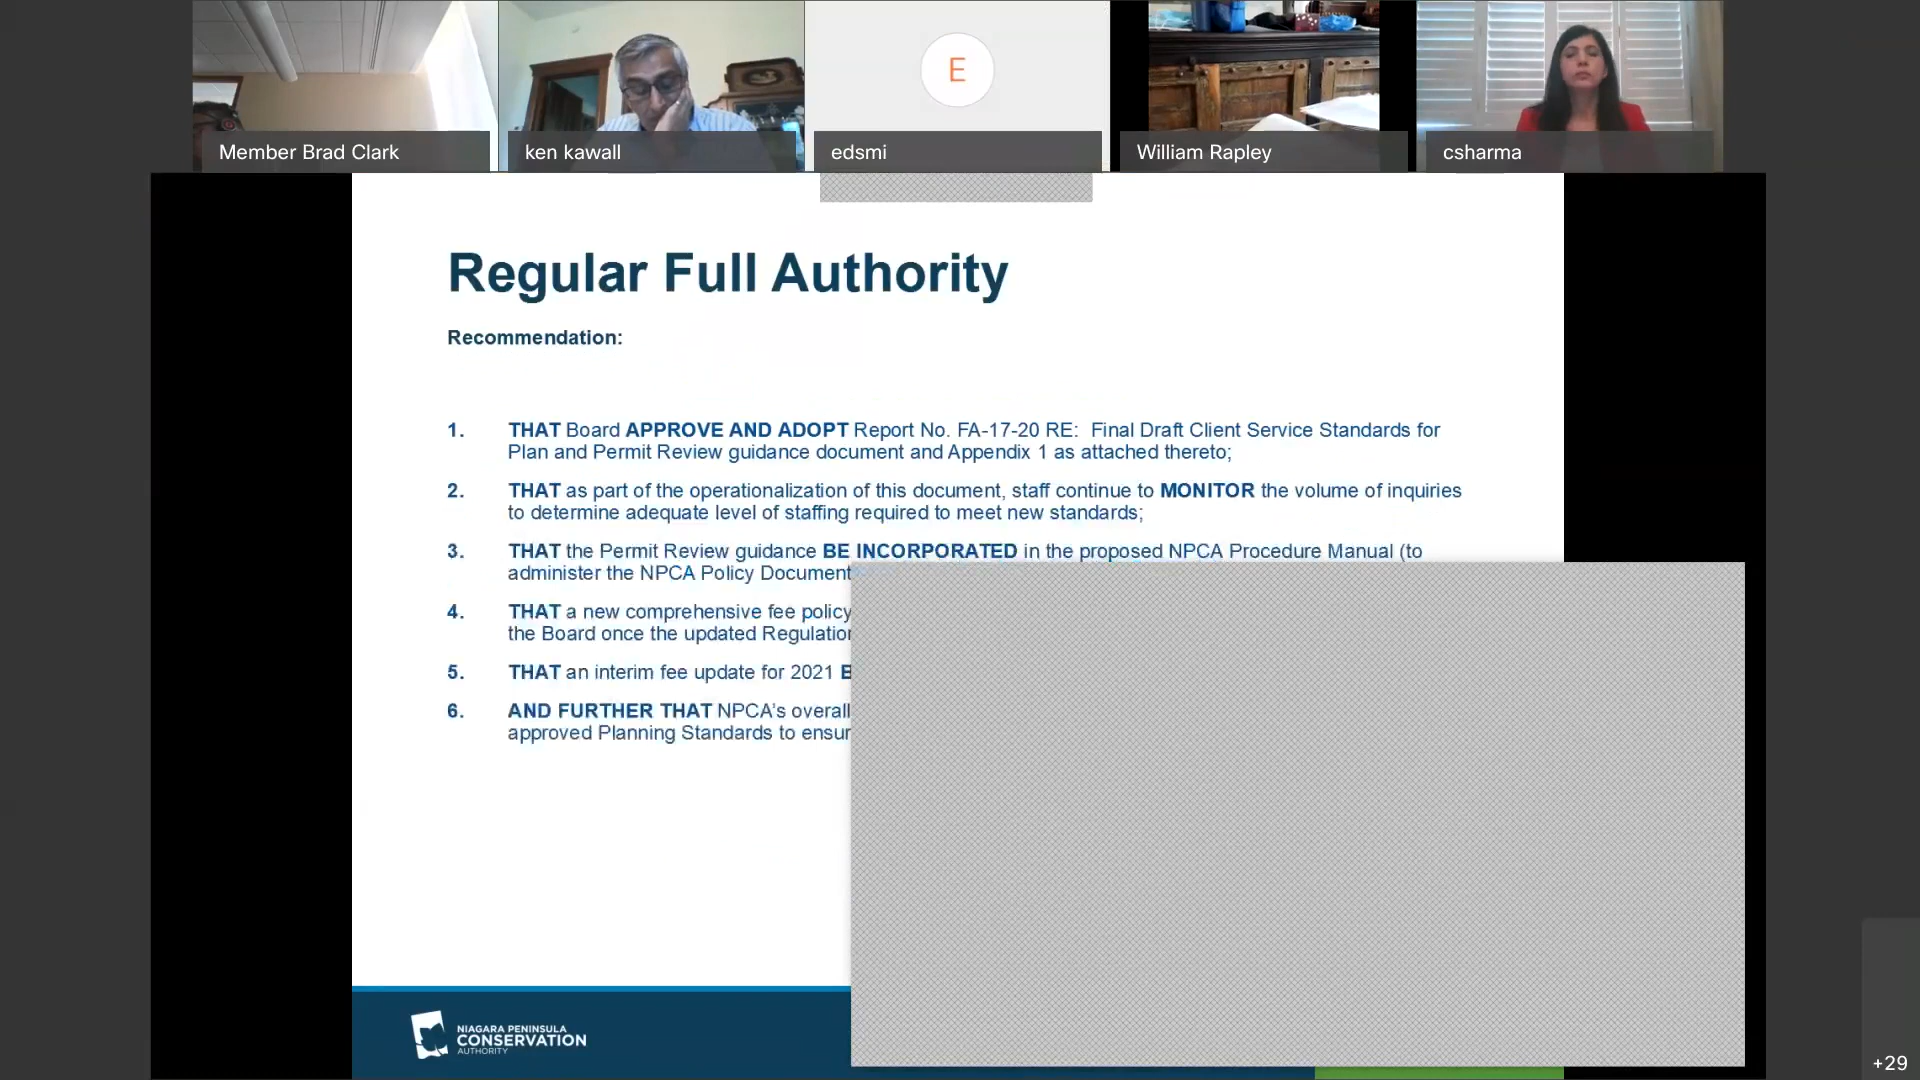 E
Member Brad Clark
ken kawall
edsmi
William Rapley
csharma
Regular Full Authority
Recommendation:
1. THAT Board APPROVE AND ADOPT Report No. FA-17-20 RE: Final Draft Client Service Standards for
Plan and Permit Review guidance document and Appendix 1 as attached thereto;
2. THAT as part of the operationalization of this document, staff continue to MONITOR the volume of inquiries
to determine adequate level of staffing required to meet new standards;
3. THAT the Permit Review guidance BE INCORPORATED in the proposed NPCA Procedure Manual (to
administer the NPCA Policy Document
4. THAT a new comprehensive fee policy
the Board once the updated
5. THAT an interim fee update for 2021
6. AND FURTHER THAT NPCA's overall
approved Planning Standards to
NIAGARA PENINSULA
CONSERVATION
AUTHORITY
+29